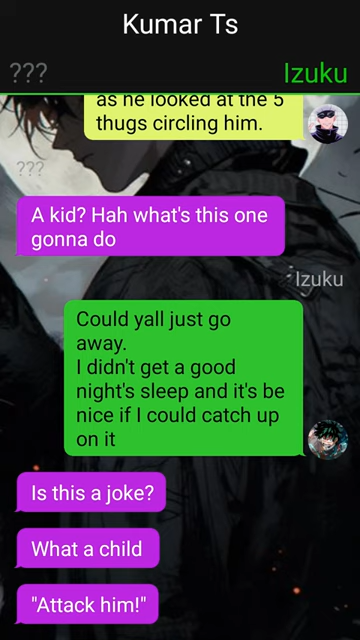 Kumar Ts
??? Izuku
as he looked at the 5
thugs circling him.
???
A kid? Hah what's this one
gonna do
Izuku
Could yall just go
away.
I didn't get a good
night's sleep and it's be
nice if I could catch up
on it
Is this a joke?
What a child
"Attack him!"